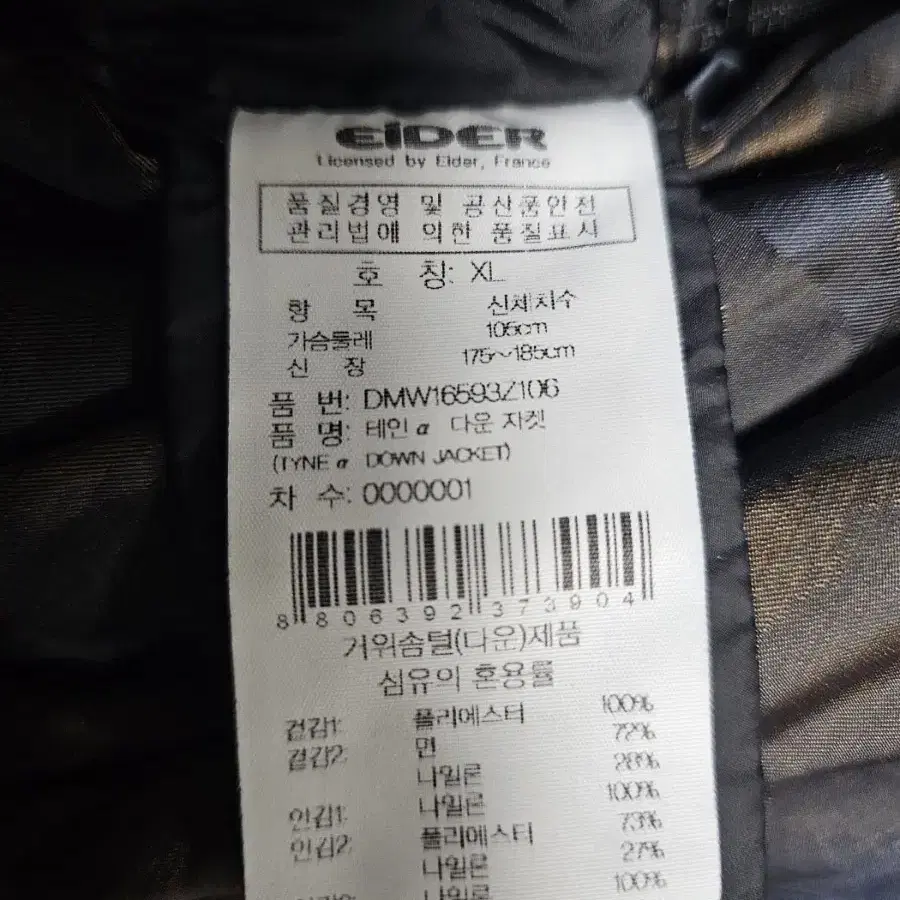 EiDER
Licensed by Eider, France
품질경영 및 공산품안전
관리법에 의한 품질표시
호 칭: XL
항 목 신체치수
가슴둘레 105cm
신 장 175~185cm
품 번: DMW16593Z106
품 명: 테인 α 다운 자켓
(TYNE α DOWN JACKET)
차 수: 0000001
8 806392 373904
거위솜털(다운)제품
섬유의 혼용률
겉감1: 폴리에스터 100%
겉감2: 면 72%
나일론 28%
안감1: 나일론 100%
안감2: 폴리에스터 73%
나일론 27%
나일론 100%